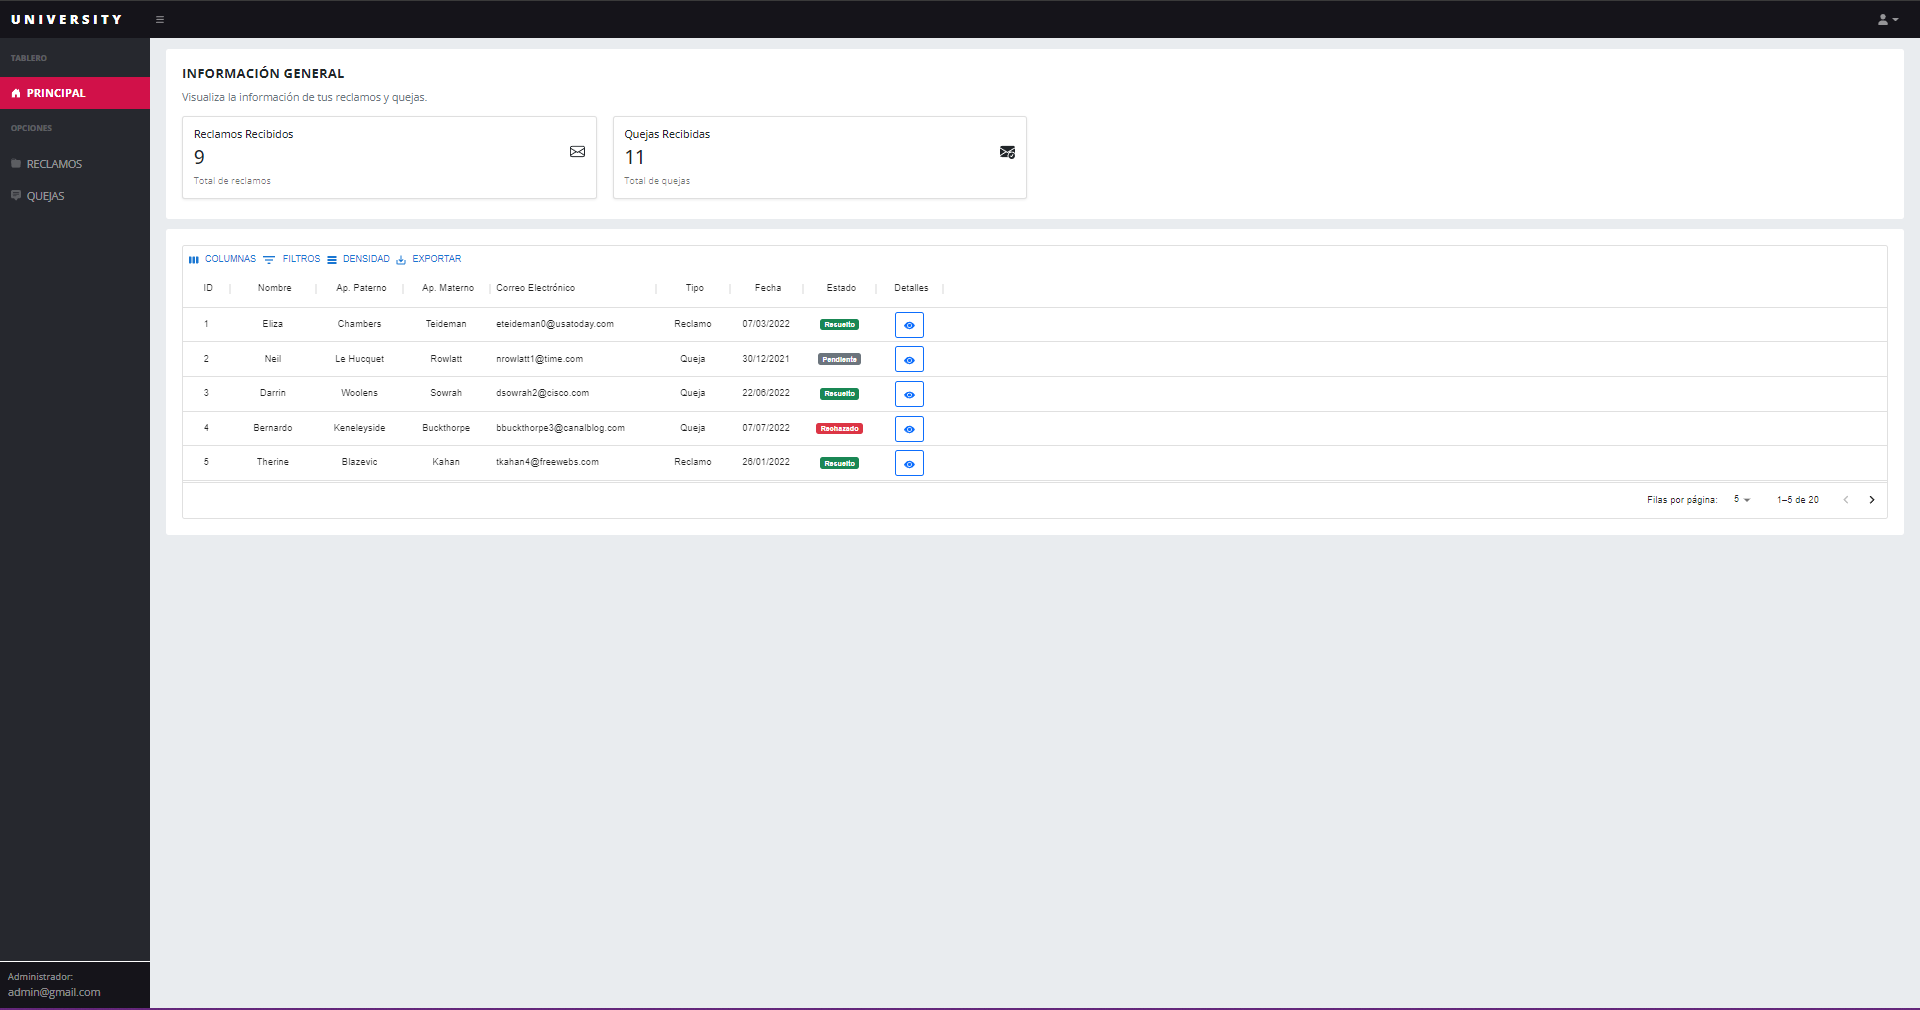 UNIVERSITY
TABLERO
PRINCIPAL
OPCIONES
RECLAMOS
QUEJAS
INFORMACIÓN GENERAL
Visualiza la información de tus reclamos y quejas.
Reclamos Recibidos
9
Total de reclamos
Quejas Recibidas
11
Total de quejas
COLUMNAS FILTROS DENSIDAD EXPORTAR
ID Nombre Ap. Paterno Ap. Materno Correo Electrónico Tipo Fecha Estado Detalles
1 Eliza Chambers Teideman eteideman0@usatoday.com Reclamo 07/03/2022 Resuelto
2 Neil Le Hucquet Rowlatt nrowlatt1@time.com Queja 30/12/2021 Pendiente
3 Darrin Woolens Sowrah dsowrah2@cisco.com Queja 22/06/2022 Resuelto
4 Bernardo Keneleyside Buckthorpe bbuckthorpe3@canalblog.com Queja 07/07/2022 Rechazado
5 Therine Blazevic Kahan tkahan4@freewebs.com Reclamo 26/01/2022 Resuelto
Filas por página: 5 1–5 de 20
Administrador:
admin@gmail.com